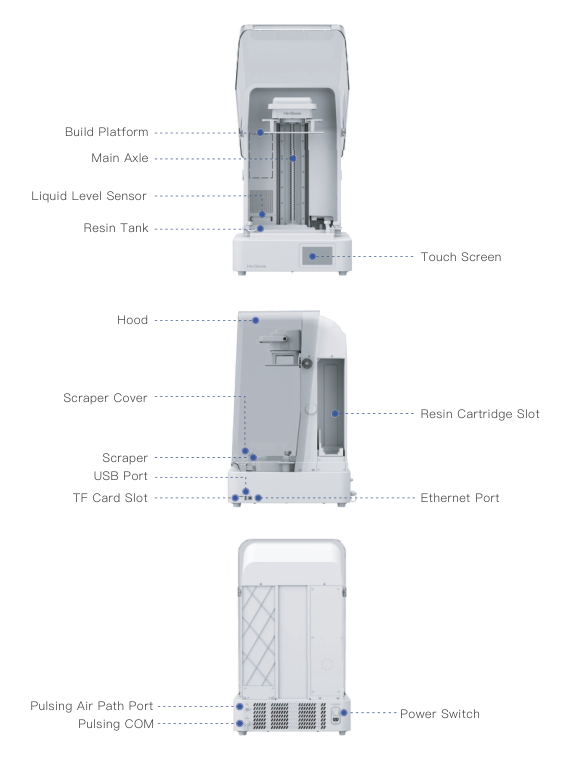 Build Platform
Main Axle
Liquid Level Sensor
Resin Tank
Touch Screen
Hood
Scraper Cover
Resin Cartridge Slot
Scraper
USB Port
TF Card Slot
Ethernet Port
Pulsing Air Path Port
Pulsing COM
Power Switch